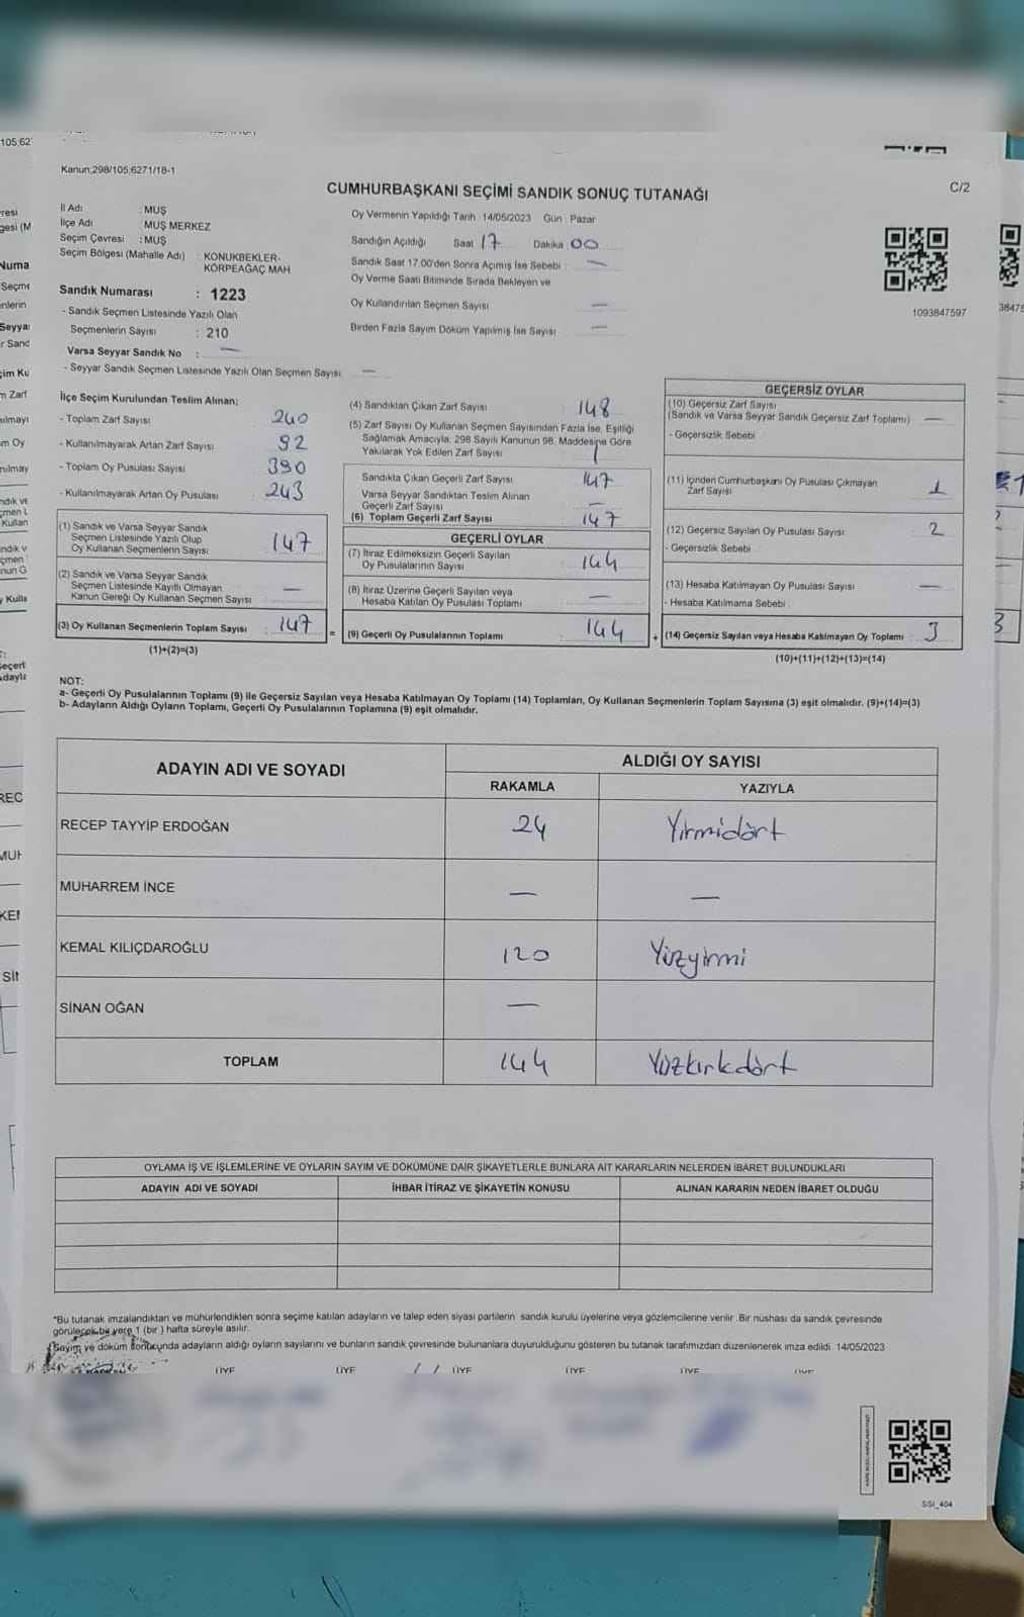 Kanun;298/105;6271/18-1
CUMHURBAŞKANI SEÇİMİ SANDIK SONUÇ TUTANAĞI
C/2
İl Adı : MUŞ
İlçe Adı : MUŞ MERKEZ
Seçim Çevresi : MUŞ
Seçim Bölgesi (Mahalle Adı) : KONUKBEKLER-
KÖRPEAĞAÇ MAH
Sandık Numarası : 1223
- Sandık Seçmen Listesinde Yazılı Olan
Seçmenlerin Sayısı : 210
Varsa Seyyar Sandık No : —
- Seyyar Sandık Seçmen Listesinde Yazılı Olan Seçmen Sayısı —
Oy Vermenin Yapıldığı Tarih : 14/05/2023 Gün : Pazar
Sandığın Açıldığı Saat 17 Dakika 00
Sandık Saat 17.00'den Sonra Açımış İse Sebebi : —
Oy Verme Saati Bitiminde Sırada Bekleyen ve
Oy Kullandırılan Seçmen Sayısı —
Birden Fazla Sayım Döküm Yapılmış İse Sayısı —
1093847597
İlçe Seçim Kurulundan Teslim Alınan;
- Toplam Zarf Sayısı : 240
- Kullanılmayarak Artan Zarf Sayısı : 92
- Toplam Oy Pusulası Sayısı : 390
- Kullanılmayarak Artan Oy Pusulası : 243
(1) Sandık ve Varsa Seyyar Sandık
Seçmen Listesinde Yazılı Olup
Oy Kullanan Seçmenlerin Sayısı : 147
(2) Sandık ve Varsa Seyyar Sandık
Seçmen Listesinde Kayıtlı Olmayan
Kanun Gereği Oy Kullanan Seçmen Sayısı —
(3) Oy Kullanan Seçmenlerin Toplam Sayısı : 147
(1)+(2)=(3)
(4) Sandıktan Çıkan Zarf Sayısı 148
(5) Zarf Sayısı Oy Kullanan Seçmen Sayısından Fazla İse, Eşitliği
Sağlamak Amacıyla, 298 Sayılı Kanunun 98. Maddesine Göre
Yakılarak Yok Edilen Zarf Sayısı 1
Sandıkta Çıkan Geçerli Zarf Sayısı 147
Varsa Seyyar Sandıktan Teslim Alınan
Geçerli Zarf Sayısı —
(6) Toplam Geçerli Zarf Sayısı 147
GEÇERLİ OYLAR
(7) İtiraz Edilmeksizin Geçerli Sayılan
Oy Pusulalarının Sayısı : 144
(8) İtiraz Üzerine Geçerli Sayılan veya
Hesaba Katılan Oy Pusulası Toplamı : —
= (9) Geçerli Oy Pusulalarının Toplamı : 144
GEÇERSİZ OYLAR
(10) Geçersiz Zarf Sayısı
(Sandık ve Varsa Seyyar Sandık Geçersiz Zarf Toplamı) —
- Geçersizlik Sebebi :
(11) İçinden Cumhurbaşkanı Oy Pusulası Çıkmayan
Zarf Sayısı : 1
(12) Geçersiz Sayılan Oy Pusulası Sayısı : 2
- Geçersizlik Sebebi :
(13) Hesaba Katılmayan Oy Pusulası Sayısı : —
- Hesaba Katılmama Sebebi :
+ (14) Geçersiz Sayılan veya Hesaba Katılmayan Oy Toplamı : 3
(10)+(11)+(12)+(13)=(14)
NOT:
a- Geçerli Oy Pusulalarının Toplamı (9) ile Geçersiz Sayılan veya Hesaba Katılmayan Oy Toplamı (14) Toplamları, Oy Kullanan Seçmenlerin Toplam Sayısına (3) eşit olmalıdır. (9)+(14)=(3)
b- Adayların Aldığı Oyların Toplamı, Geçerli Oy Pusulalarının Toplamına (9) eşit olmalıdır.
ADAYIN ADI VE SOYADI ALDIĞI OY SAYISI
RAKAMLA YAZIYLA
RECEP TAYYİP ERDOĞAN 24 Yirmidört
MUHARREM İNCE — —
KEMAL KILIÇDAROĞLU 120 Yüzyirmi
SİNAN OĞAN —
TOPLAM 144 Yüzkırkdört
OYLAMA İŞ VE İŞLEMLERİNE VE OYLARIN SAYIM VE DÖKÜMÜNE DAİR ŞİKAYETLERLE BUNLARA AİT KARARLARIN NELERDEN İBARET BULUNDUKLARI
ADAYIN ADI VE SOYADI İHBAR İTİRAZ VE ŞİKAYETİN KONUSU ALINAN KARARIN NEDEN İBARET OLDUĞU
*Bu tutanak imzalandıktan ve mühürlendikten sonra seçime katılan adayların ve talep eden siyasi partilerin sandık kurulu üyelerine veya gözlemcilerine verilir. Bir nüshası da sandık çevresinde
görülecek bir yere 1 (bir) hafta süreyle asılır.
Sayım ve döküm sonucunda adayların aldığı oyların sayılarını ve bunların sandık çevresinde bulunanlara duyurulduğunu gösteren bu tutanak tarafımızdan düzenlenerek imza edildi. 14/05/2023
ÜYE ÜYE ÜYE ÜYE ÜYE ÜYE
SSI_404